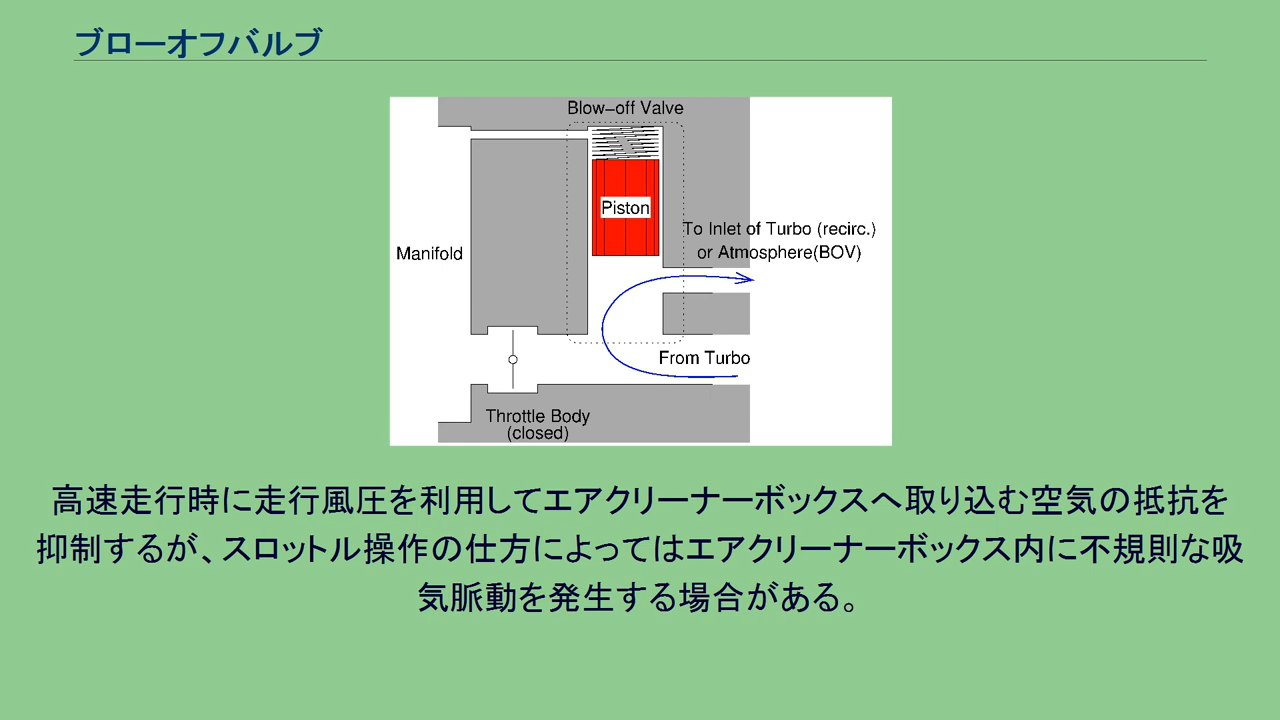 ブローオフバルブ
Blow-off Valve
Piston
To Inlet of Turbo (recirc.)
or Atmosphere(BOV)
Manifold
From Turbo
Throttle Body
(closed)
高速走行時に走行風圧を利用してエアクリーナーボックスへ取り込む空気の抵抗を
抑制するが、スロットル操作の仕方によってはエアクリーナーボックス内に不規則な吸
気脈動を発生する場合がある。